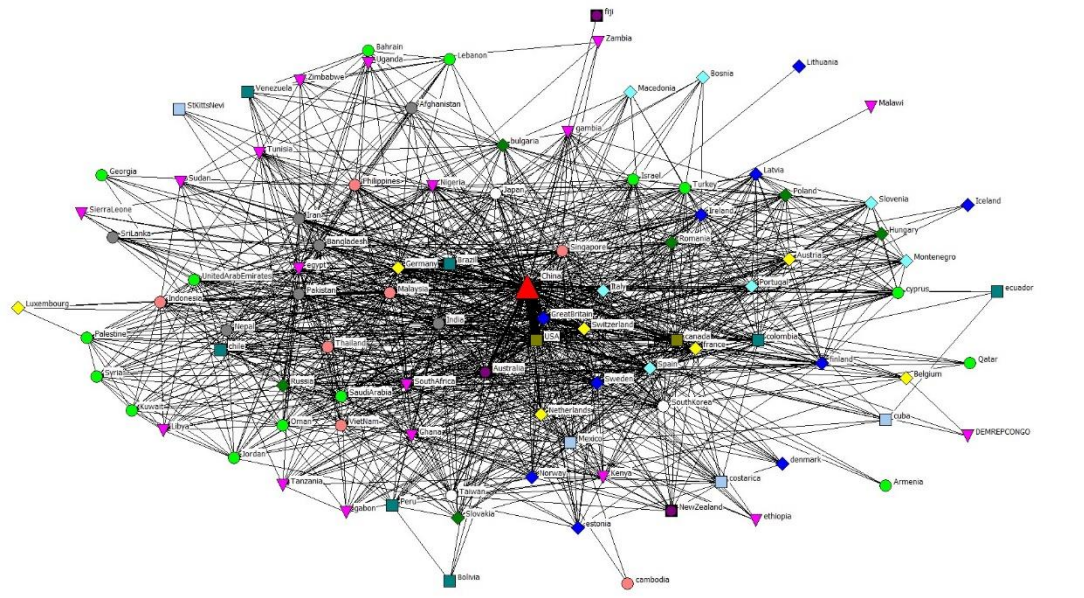 fiji
Zambia
Bahrain
Uganda
Lebanon
Lithuania
Zimbabwe
Bosnia
Venezuela
Macedonia
StKittsNevi
Afghanistan
Malawi
gambia
bulgaria
Tunisia
Georgia
Sudan
Philippines
Nigeria
Japan
Israel
Turkey
Latvia
Poland
Slovenia
Iceland
SierraLeone
Iran
Ireland
SriLanka
Bangladesh
Singapore
Romania
Hungary
egypt
Germany
Brazil
Austria
Montenegro
UnitedArabEmirates
China
Pakistan
Malaysia
Italy
Portugal
cyprus
ecuador
Luxembourg
Indonesia
GreatBritain
Nepal
India
Switzerland
Palestine
chile
Thailand
USA
canada
france
colombia
finland
Qatar
Syria
Russia
SouthAfrica
Australia
Spain
Sweden
Belgium
SaudiArabia
Kuwait
Netherlands
SouthKorea
cuba
Libya
Oman
VietNam
Ghana
Mexico
DEMREPCONGO
Jordan
denmark
Tanzania
Norway
Kenya
costarica
Armenia
gabon
Peru
Taiwan
Slovakia
NewZealand
ethiopia
estonia
Bolivia
cambodia